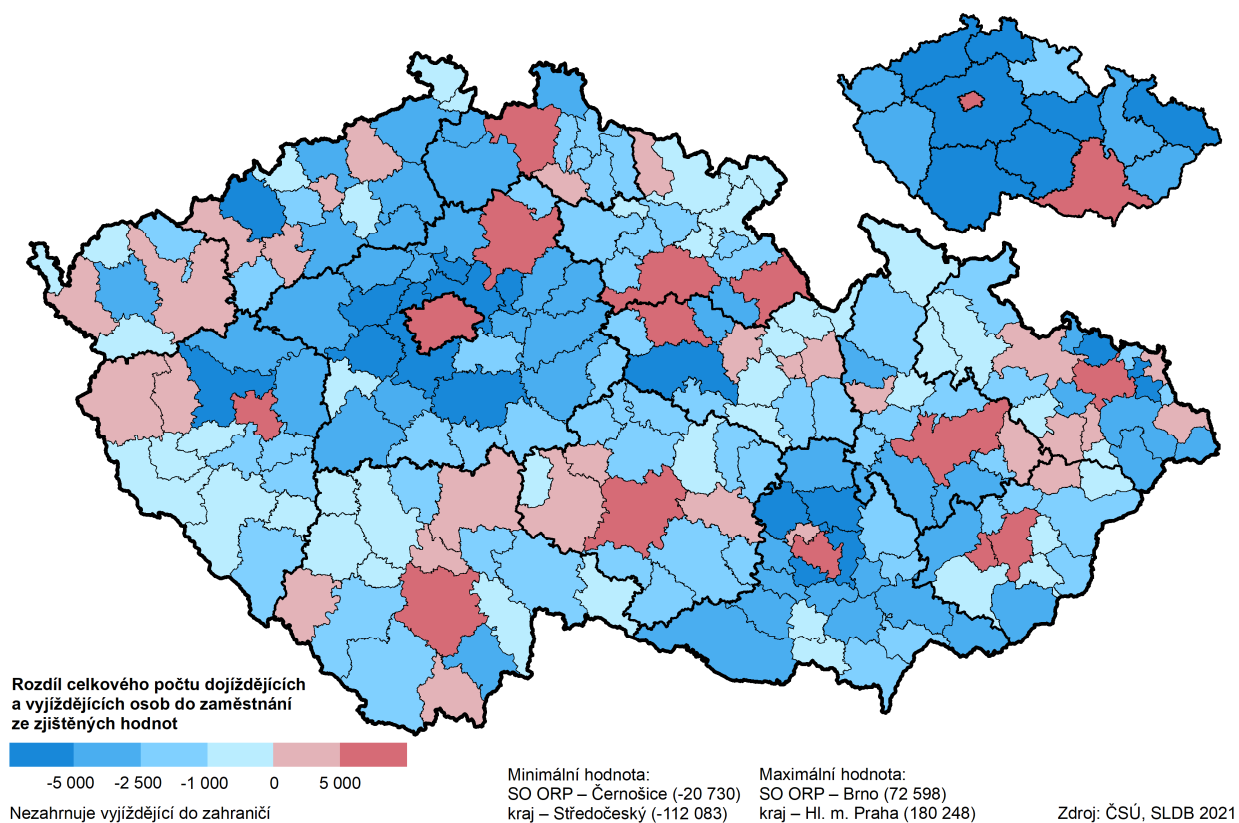 Rozdíl celkového počtu dojíždějících
a vyjíždějících osob do zaměstnání
ze zjištěných hodnot
-5 000 -2 500 -1 000 0 5 000
Nezahrnuje vyjíždějící do zahraničí
Minimální hodnota:
SO ORP – Černošice (-20 730)
kraj – Středočeský (-112 083)
Maximální hodnota:
SO ORP – Brno (72 598)
kraj – Hl. m. Praha (180 248)
Zdroj: ČSÚ, SLDB 2021